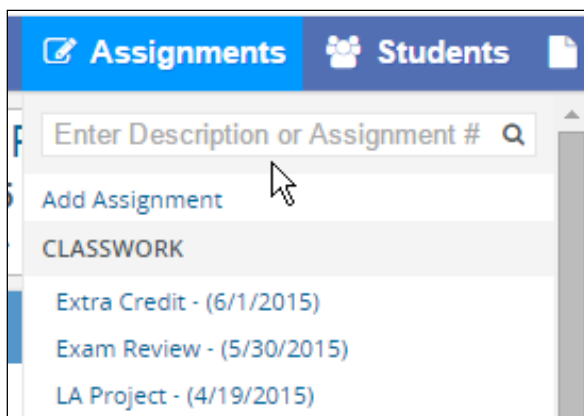 Assignments Students
Enter Description or Assignment #
Add Assignment
CLASSWORK
Extra Credit - (6/1/2015)
Exam Review - (5/30/2015)
LA Project - (4/19/2015)